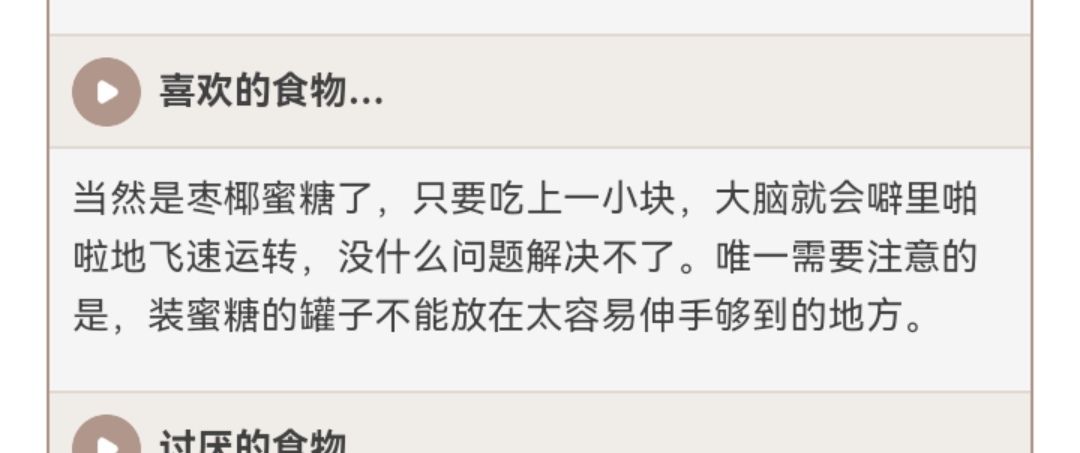 喜欢的食物...
当然是枣椰蜜糖了，只要吃上一小块，大脑就会噼里啪
啦地飞速运转，没什么问题解决不了。唯一需要注意的
是，装蜜糖的罐子不能放在太容易伸手够到的地方。
讨厌的食物